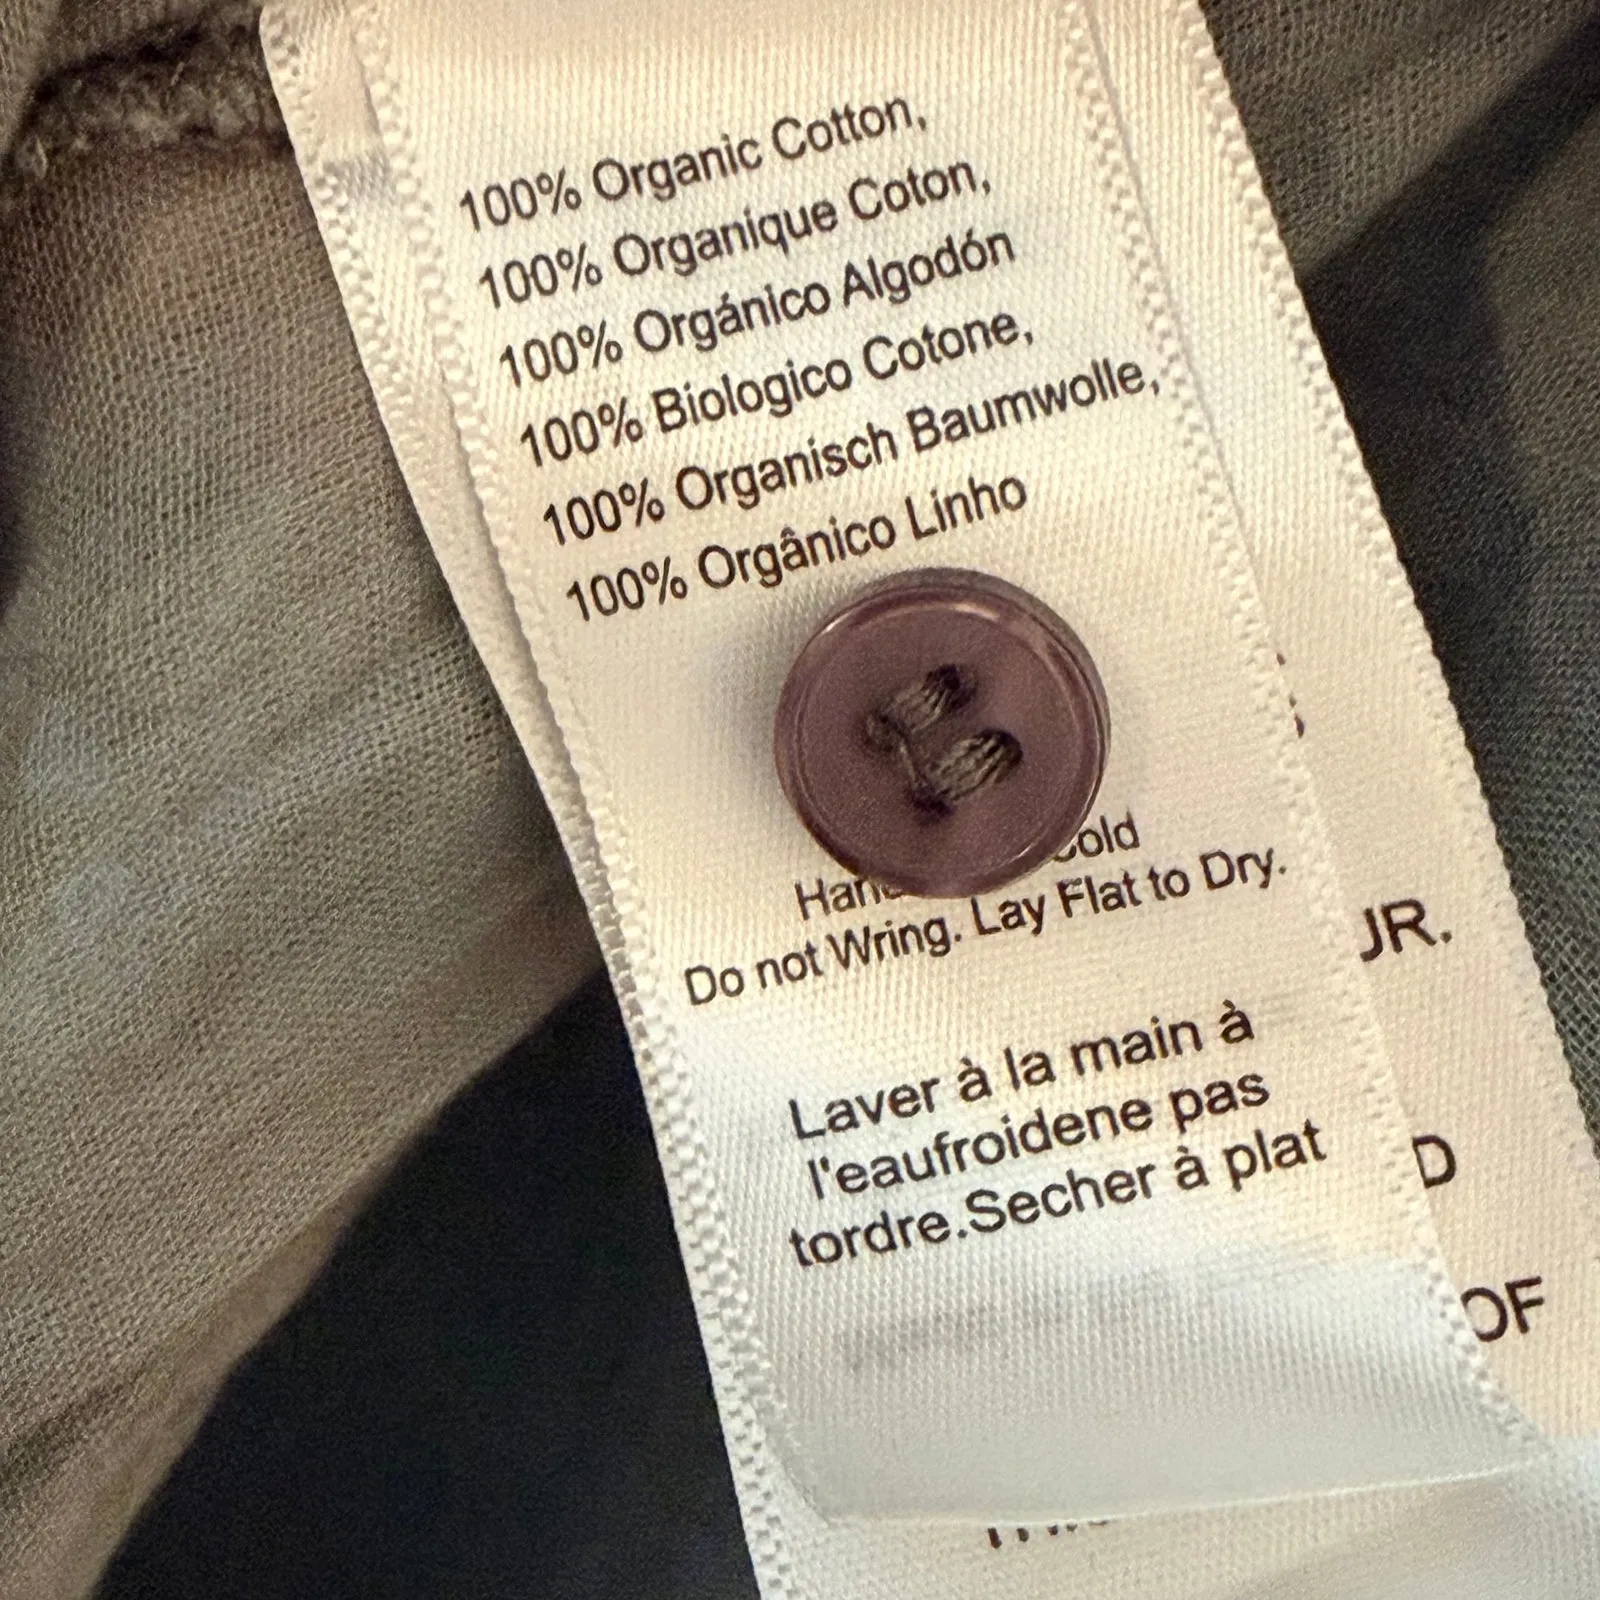 100% Organic Cotton,
100% Organique Coton,
100% Orgánico Algodón
100% Biologico Cotone,
100% Organisch Baumwolle,
100% Orgânico Linho
Do not Wring. Lay Flat to Dry.
Laver à la main à
l'eaufroidene pas
tordre.Secher à plat
JR.
D
OF